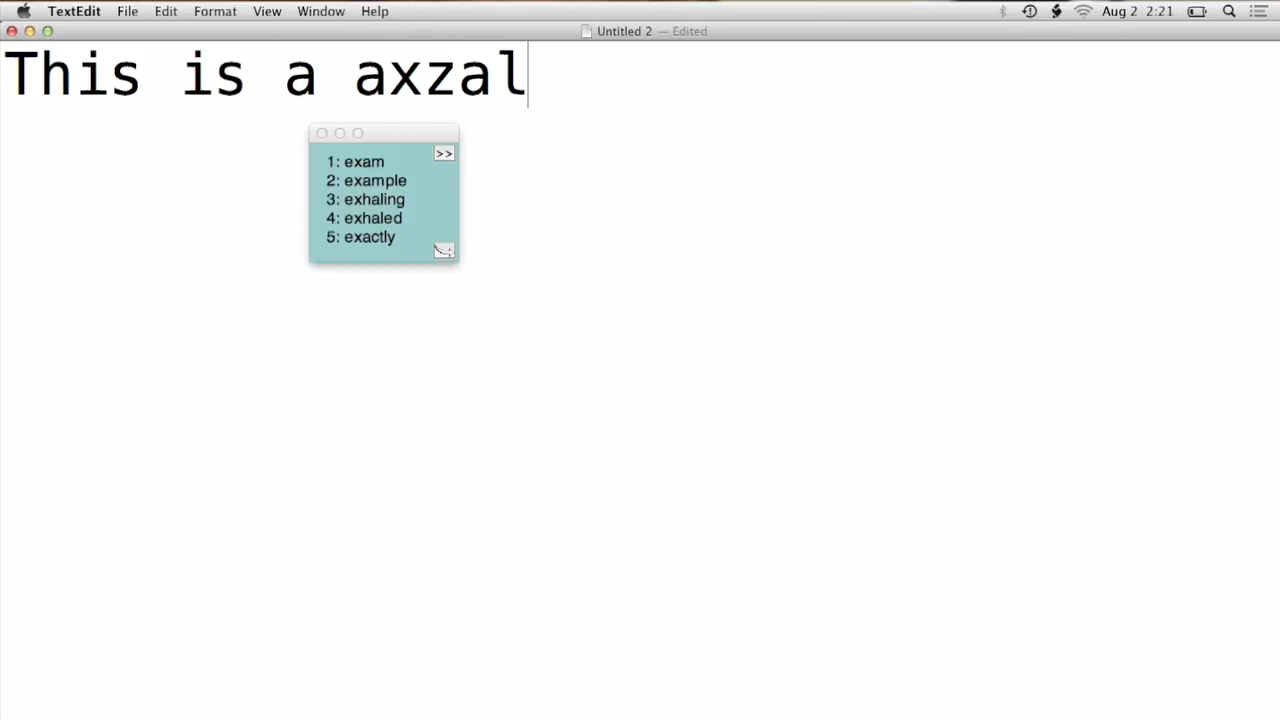 TextEdit File Edit Format View Window Help Aug 2 2:21
Untitled 2 — Edited
This is a axzal
>>
1: exam
2: example
3: exhaling
4: exhaled
5: exactly